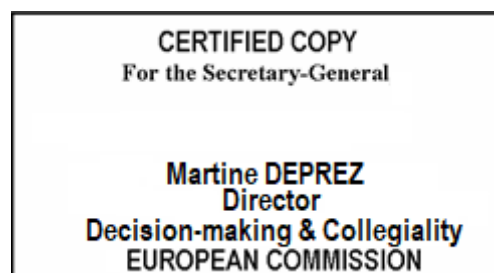 CERTIFIED COPY
For the Secretary-General
Martine DEPREZ
Director
Decision-making & Collegiality
EUROPEAN COMMISSION